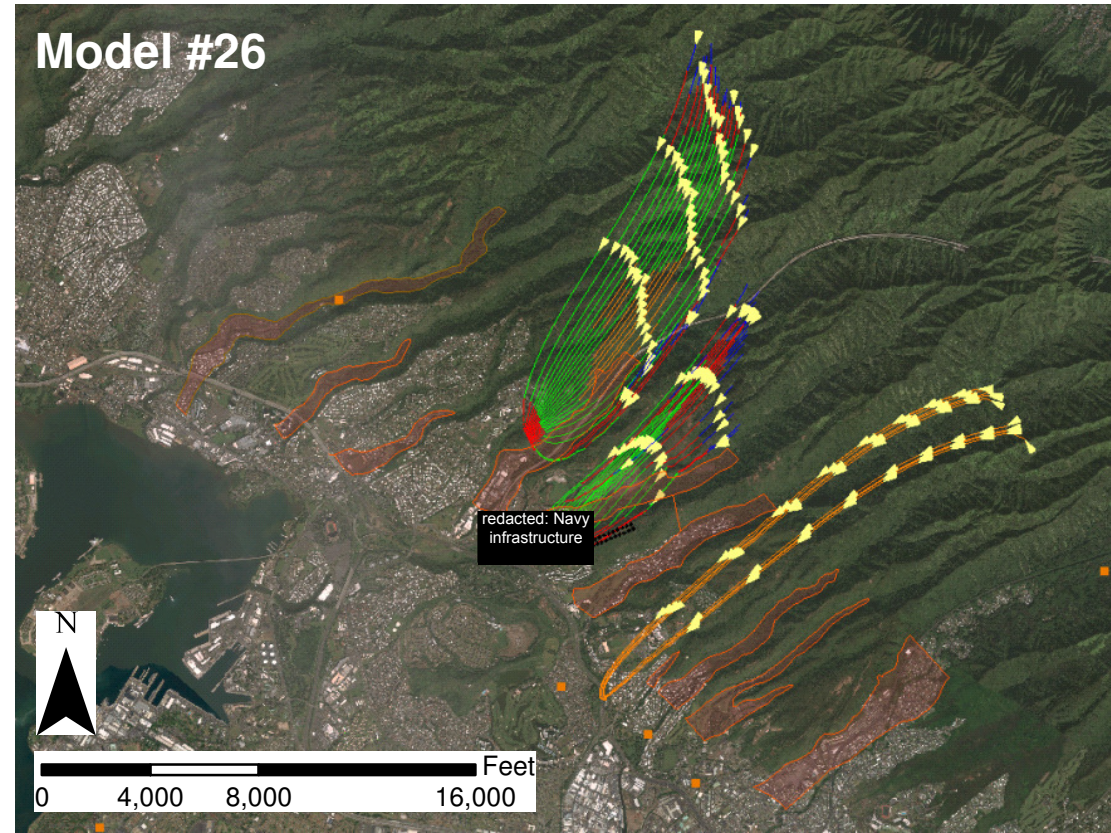 Model #26
redacted: Navy
infrastructure
N
Feet
0 4,000 8,000 16,000